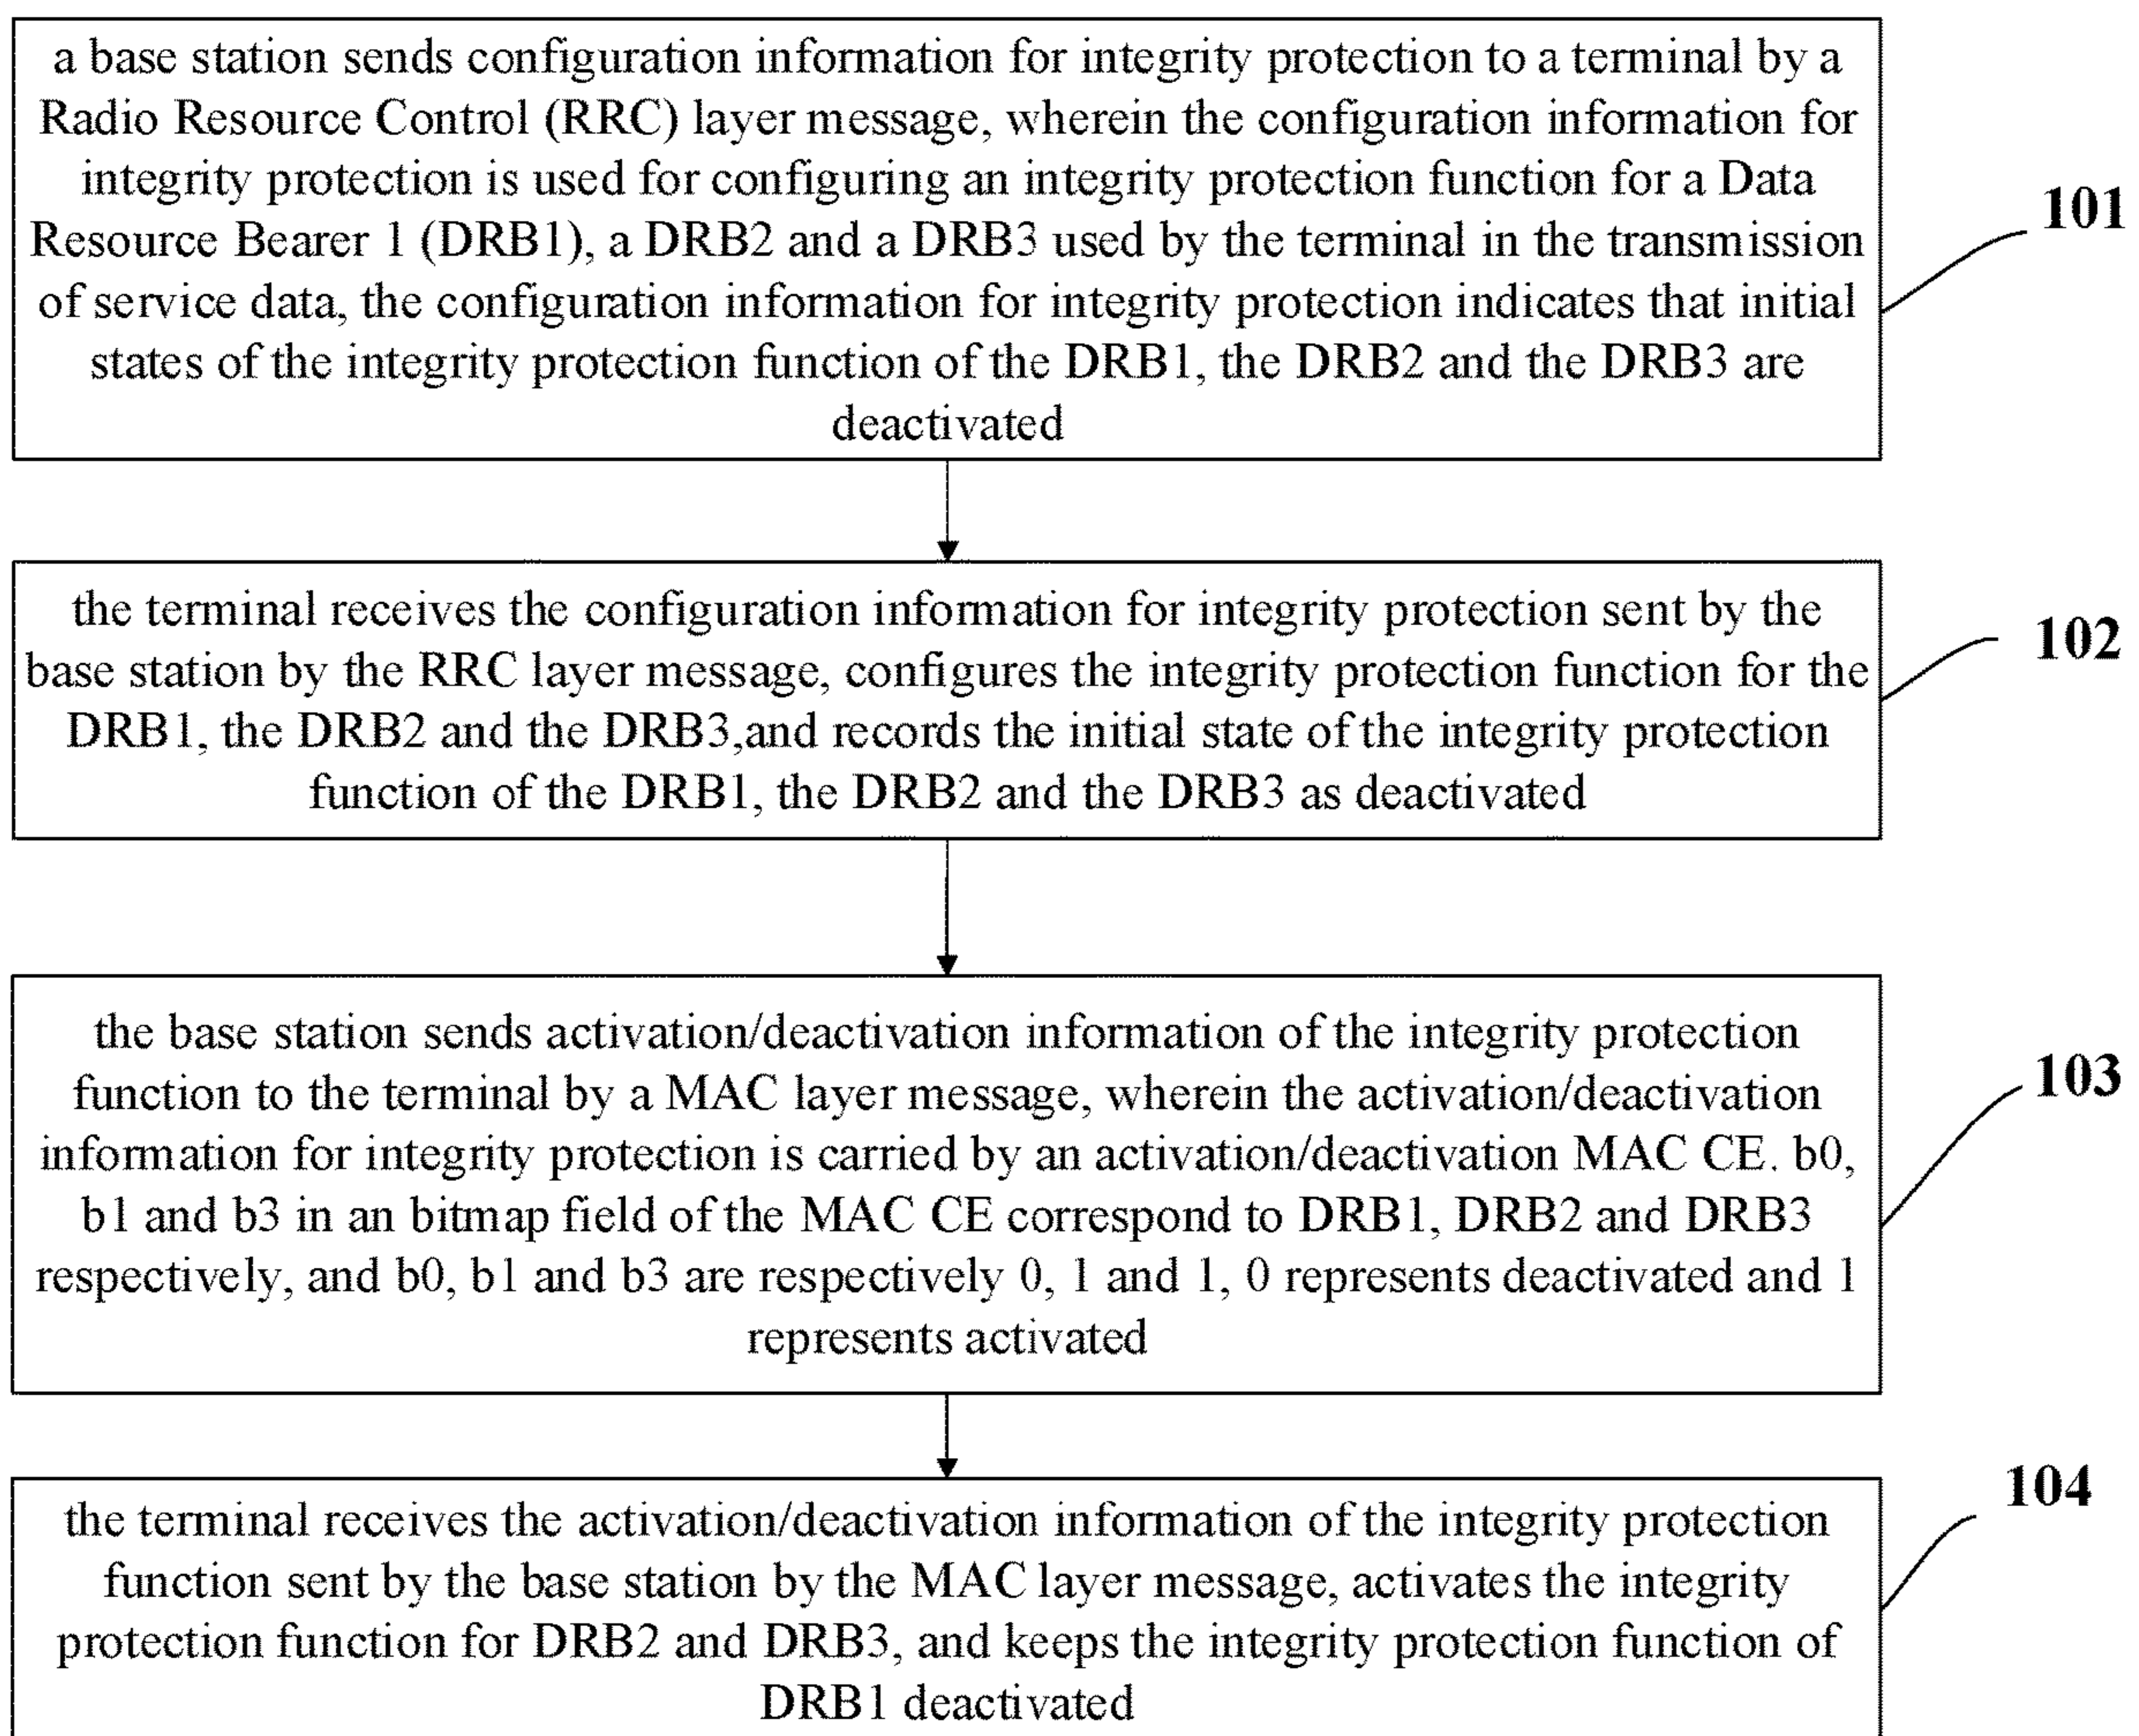 a base station sends configuration information for integrity protection to a terminal by a
Radio Resource Control (RRC) layer message, wherein the configuration information for
integrity protection is used for configuring an integrity protection function for a Data
Resource Bearer 1 (DRB1), a DRB2 and a DRB3 used by the terminal in the transmission
of service data, the configuration information for integrity protection indicates that initial
states of the integrity protection function of the DRB1, the DRB2 and the DRB3 are
deactivated
101
the terminal receives the configuration information for integrity protection sent by the
base station by the RRC layer message, configures the integrity protection function for the
DRB1, the DRB2 and the DRB3,and records the initial state of the integrity protection
function of the DRB1, the DRB2 and the DRB3 as deactivated
102
the base station sends activation/deactivation information of the integrity protection
function to the terminal by a MAC layer message, wherein the activation/deactivation
information for integrity protection is carried by an activation/deactivation MAC CE. b0,
b1 and b3 in an bitmap field of the MAC CE correspond to DRB1, DRB2 and DRB3
respectively, and b0, b1 and b3 are respectively 0, 1 and 1, 0 represents deactivated and 1
represents activated
103
the terminal receives the activation/deactivation information of the integrity protection
function sent by the base station by the MAC layer message, activates the integrity
protection function for DRB2 and DRB3, and keeps the integrity protection function of
DRB1 deactivated
104